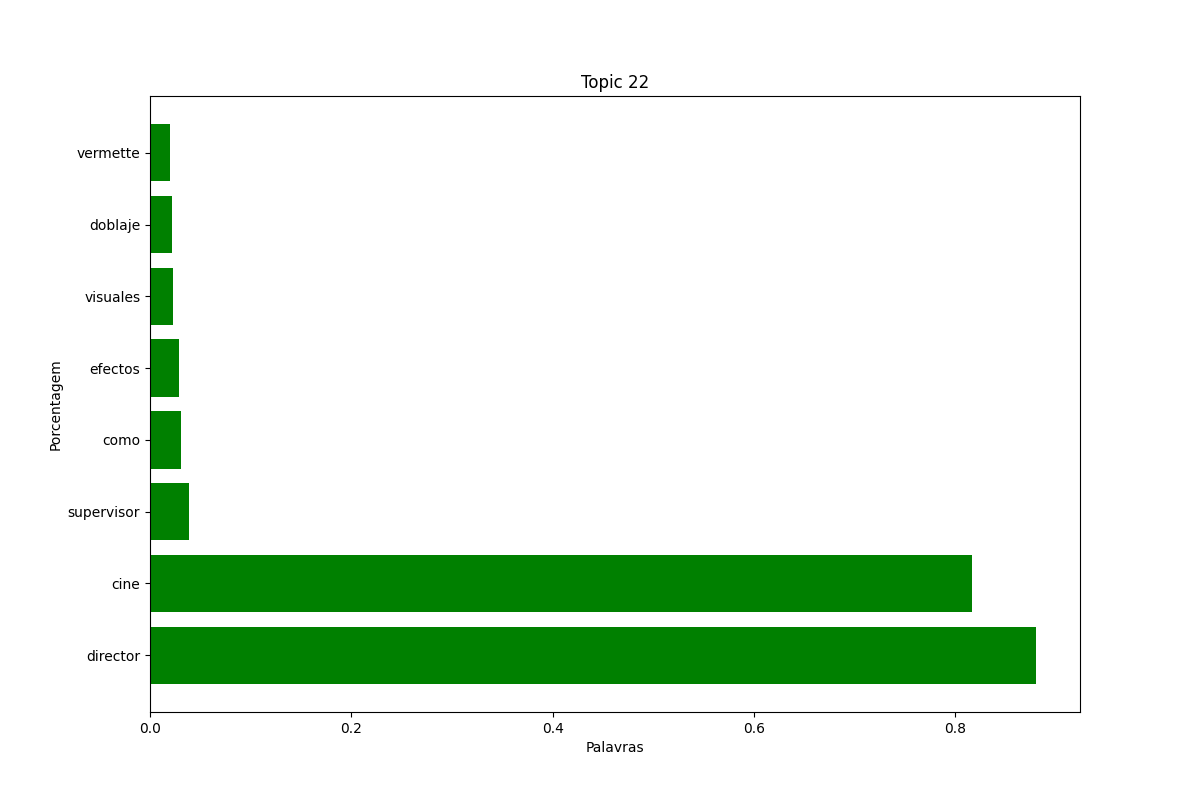 Topic 22
vermette
doblaje
visuales
efectos
como
supervisor
cine
director
Porcentagem
0.0 0.2 0.4 0.6 0.8
Palavras